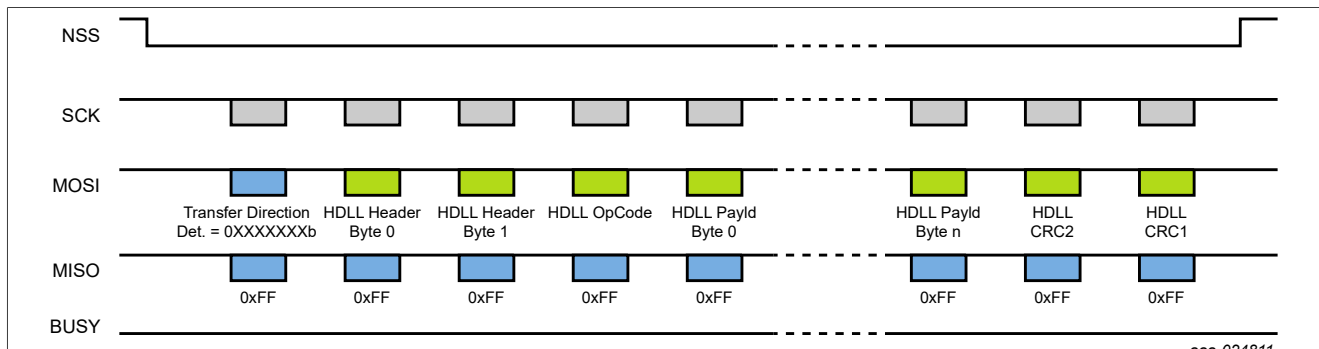 NSS
SCK
MOSI
Transfer Direction
Det. = 0XXXXXXXb
HDLL Header
Byte 0
HDLL Header
Byte 1
HDLL OpCode
HDLL Payld
Byte 0
HDLL Payld
Byte n
HDLL
CRC2
HDLL
CRC1
MISO
0xFF
0xFF
0xFF
0xFF
0xFF
0xFF
0xFF
0xFF
BUSY